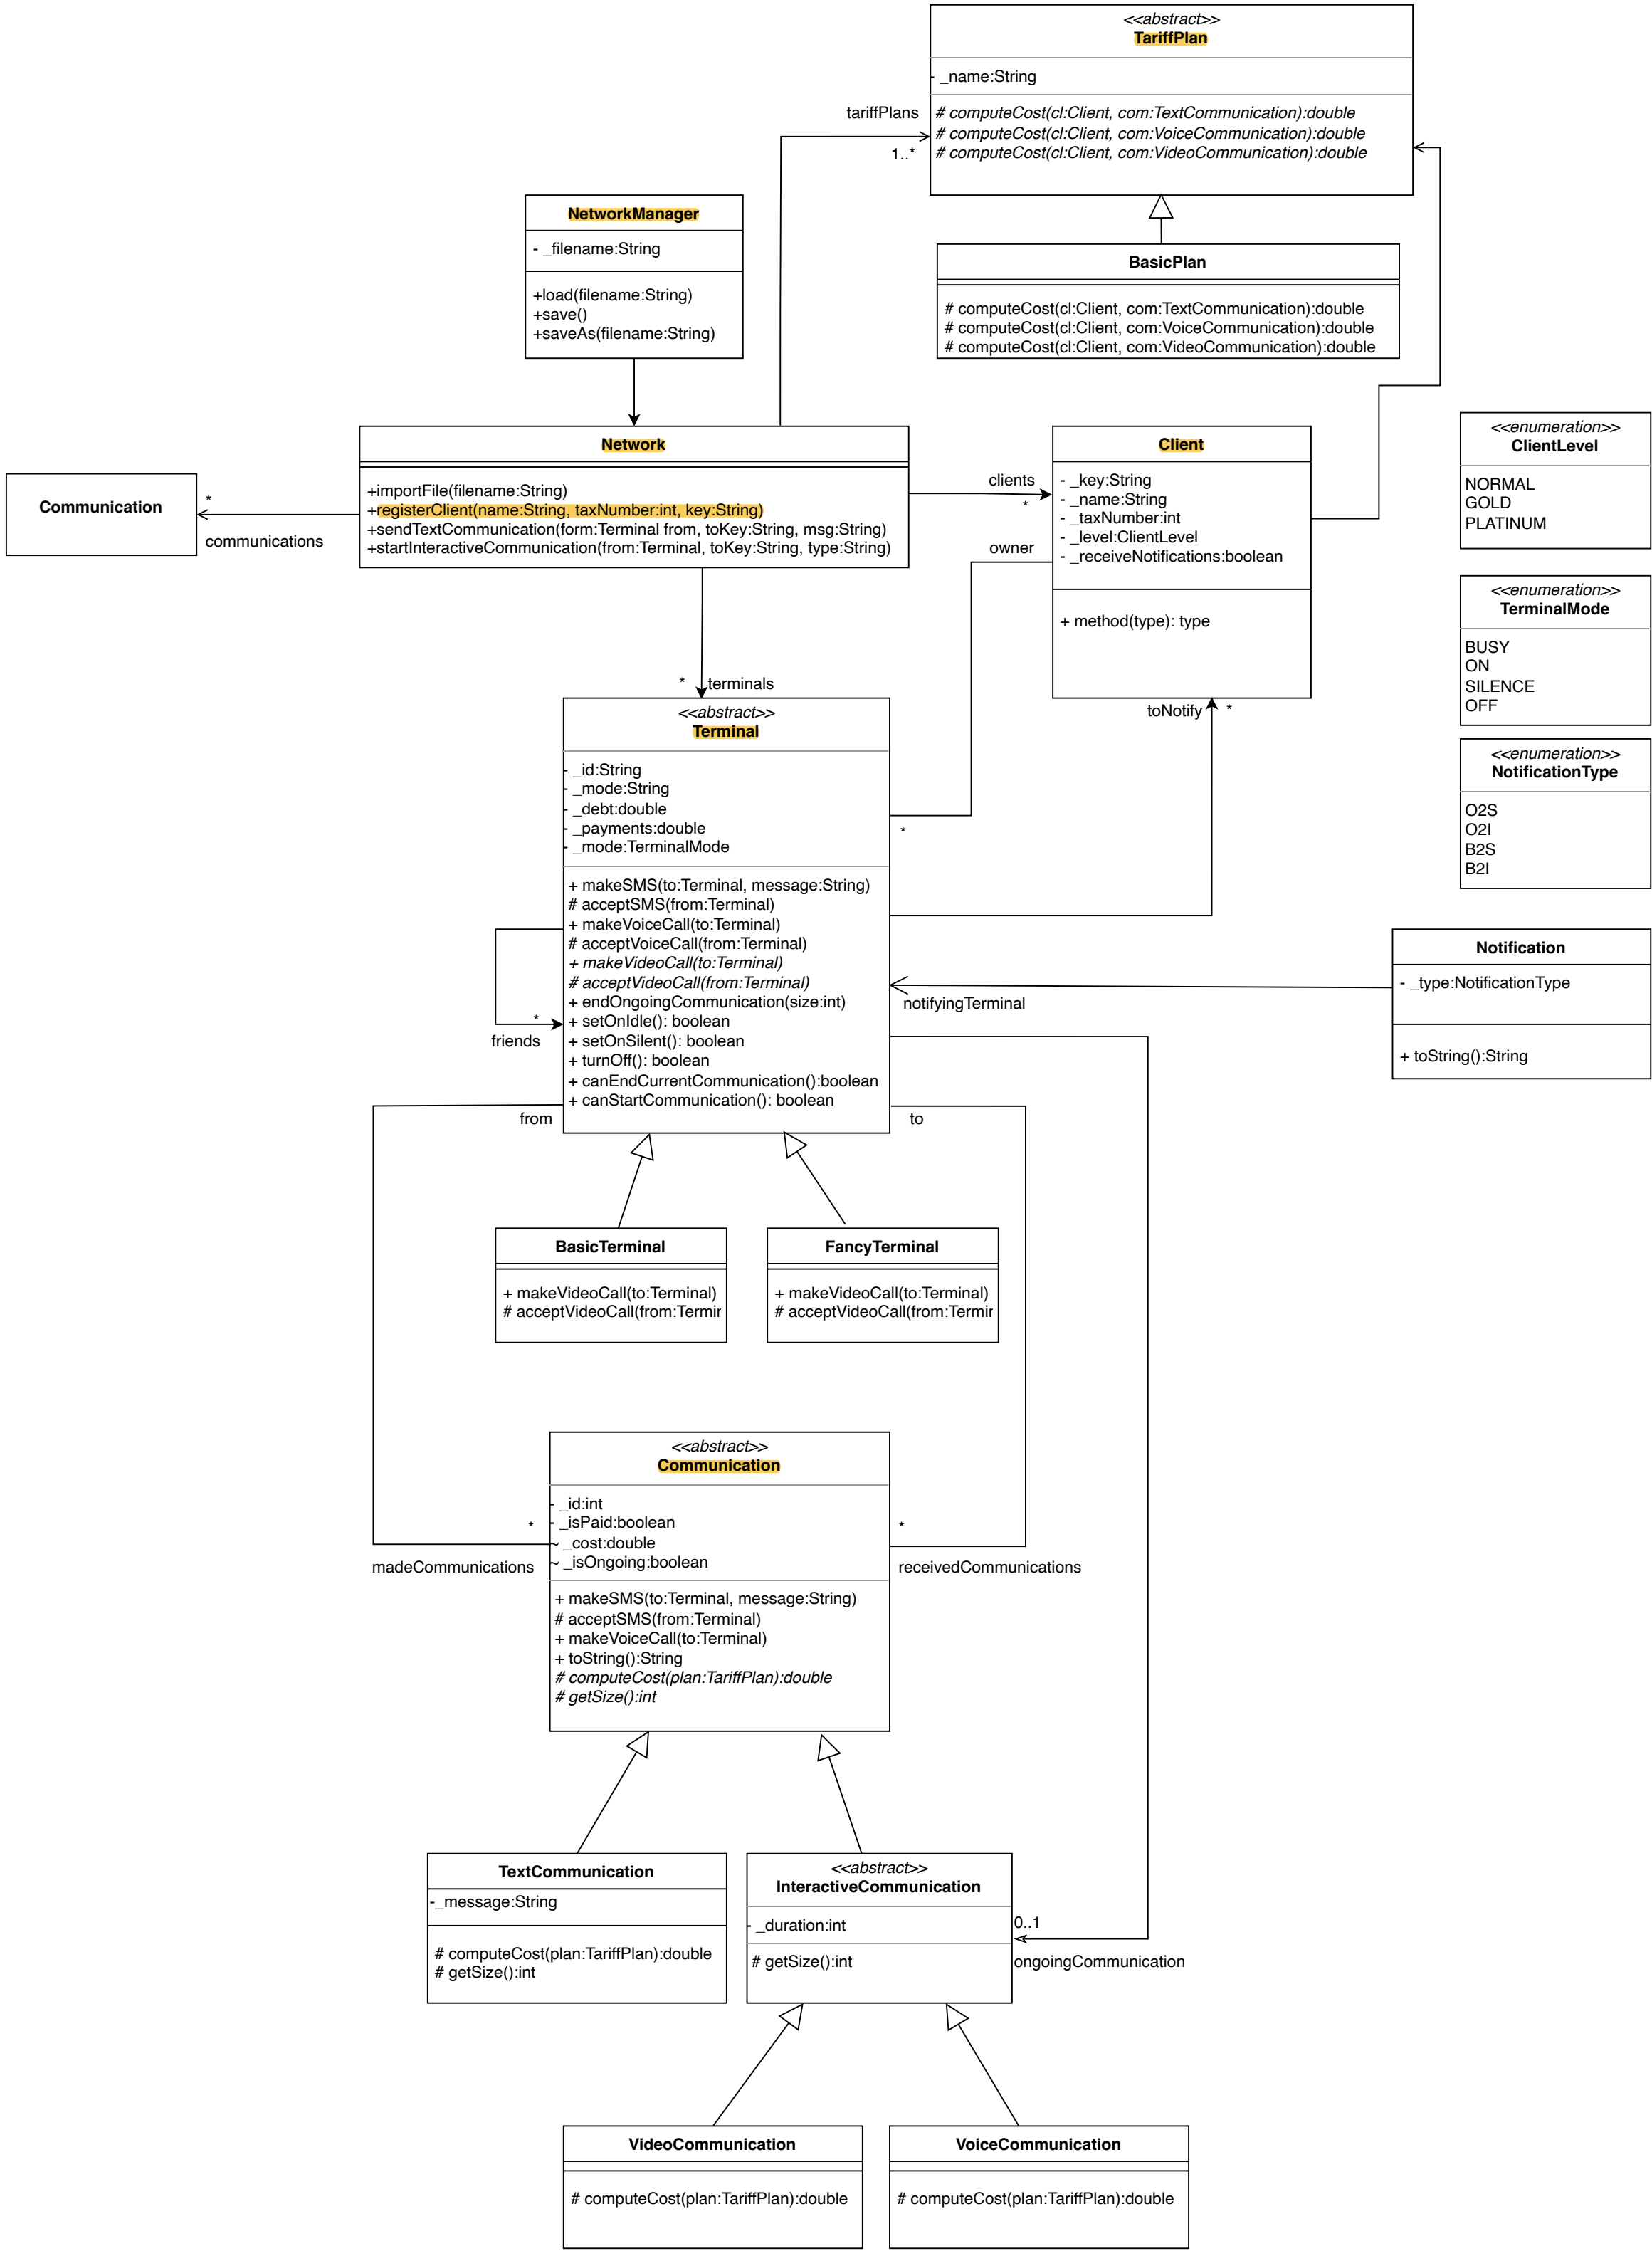 <<abstract>>
TariffPlan
- _name:String
# computeCost(cl:Client, com:TextCommunication):double
# computeCost(cl:Client, com:VoiceCommunication):double
# computeCost(cl:Client, com:VideoCommunication):double
tariffPlans
1..*
NetworkManager
- _filename:String
+load(filename:String)
+save()
+saveAs(filename:String)
BasicPlan
# computeCost(cl:Client, com:TextCommunication):double
# computeCost(cl:Client, com:VoiceCommunication):double
# computeCost(cl:Client, com:VideoCommunication):double
Communication
*
communications
Network
+importFile(filename:String)
+registerClient(name:String, taxNumber:int, key:String)
+sendTextCommunication(form:Terminal from, toKey:String, msg:String)
+startInteractiveCommunication(from:Terminal, toKey:String, type:String)
clients
*
owner
Client
- _key:String
- _name:String
- _taxNumber:int
- _level:ClientLevel
- _receiveNotifications:boolean
+ method(type): type
<<enumeration>>
ClientLevel
NORMAL
GOLD
PLATINUM
<<enumeration>>
TerminalMode
BUSY
ON
SILENCE
OFF
<<enumeration>>
NotificationType
O2S
O2I
B2S
B2I
* terminals
toNotify *
<<abstract>>
Terminal
- _id:String
- _mode:String
- _debt:double
- _payments:double
- _mode:TerminalMode
+ makeSMS(to:Terminal, message:String)
# acceptSMS(from:Terminal)
+ makeVoiceCall(to:Terminal)
# acceptVoiceCall(from:Terminal)
+ makeVideoCall(to:Terminal)
# acceptVideoCall(from:Terminal)
+ endOngoingCommunication(size:int)
+ setOnIdle(): boolean
+ setOnSilent(): boolean
+ turnOff(): boolean
+ canEndCurrentCommunication():boolean
+ canStartCommunication(): boolean
*
*
friends
notifyingTerminal
Notification
- _type:NotificationType
+ toString():String
from
to
BasicTerminal
+ makeVideoCall(to:Terminal)
# acceptVideoCall(from:Termir
FancyTerminal
+ makeVideoCall(to:Terminal)
# acceptVideoCall(from:Termir
<<abstract>>
Communication
- _id:int
- _isPaid:boolean
~ _cost:double
~ _isOngoing:boolean
+ makeSMS(to:Terminal, message:String)
# acceptSMS(from:Terminal)
+ makeVoiceCall(to:Terminal)
+ toString():String
# computeCost(plan:TariffPlan):double
# getSize():int
*
madeCommunications
*
receivedCommunications
TextCommunication
-_message:String
# computeCost(plan:TariffPlan):double
# getSize():int
<<abstract>>
InteractiveCommunication
- _duration:int
# getSize():int
0..1
ongoingCommunication
VideoCommunication
# computeCost(plan:TariffPlan):double
VoiceCommunication
# computeCost(plan:TariffPlan):double